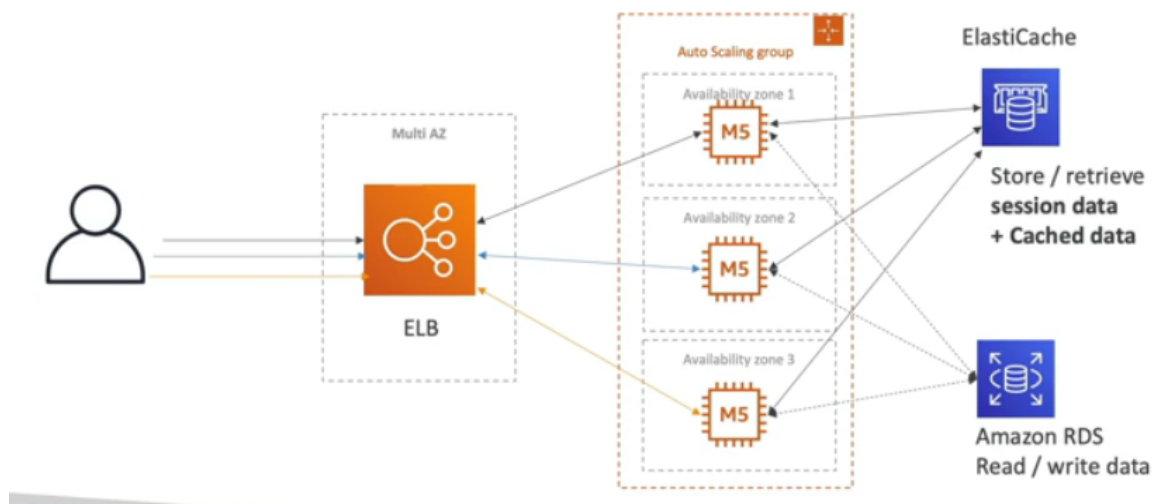 ElastiCache
Auto Scaling group
Availability zone 1
M5
Multi AZ
Store / retrieve
session data
+ Cached data
Availability zone 2
M5
ELB
Availability zone 3
M5
Amazon RDS
Read / write data